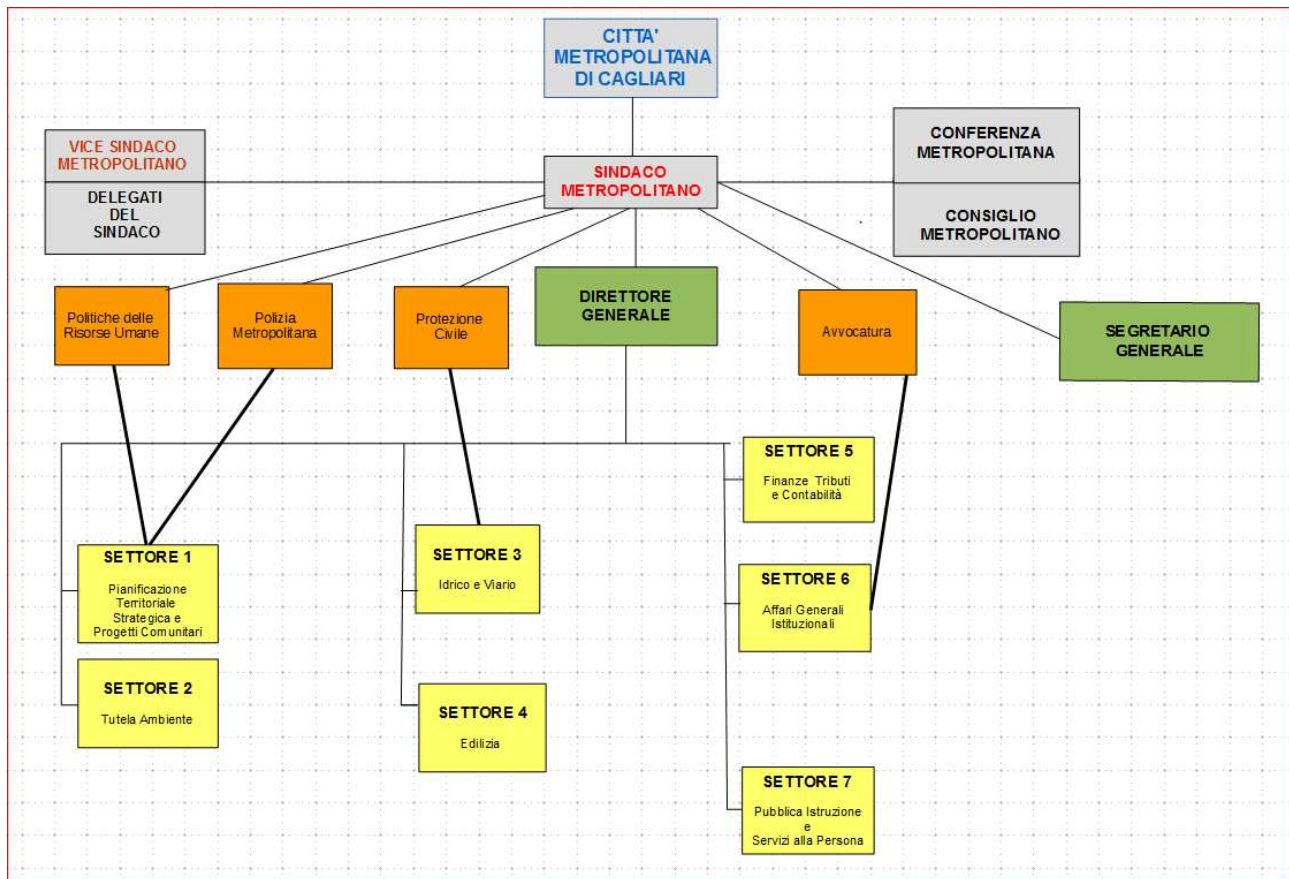 CITTA'
METROPOLITANA
DI CAGLIARI
VICE SINDACO
METROPOLITANO
DELEGATI
DEL
SINDACO
SINDACO
METROPOLITANO
CONFERENZA
METROPOLITANA
CONSIGLIO
METROPOLITANO
Politiche delle
Risorse Umane
Polizia
Metropolitana
Protezione
Civile
DIRETTORE
GENERALE
Avvocatura
SEGRETARIO
GENERALE
SETTORE 1
Pianificazione
Territoriale
Strategica e
Progetti Comunitari
SETTORE 2
Tutela Ambiente
SETTORE 3
Idrico e Viario
SETTORE 4
Edilizia
SETTORE 5
Finanze Tributi
e Contabilità
SETTORE 6
Affari Generali
Istituzionali
SETTORE 7
Pubblica Istruzione
e
Servizi alla Persona